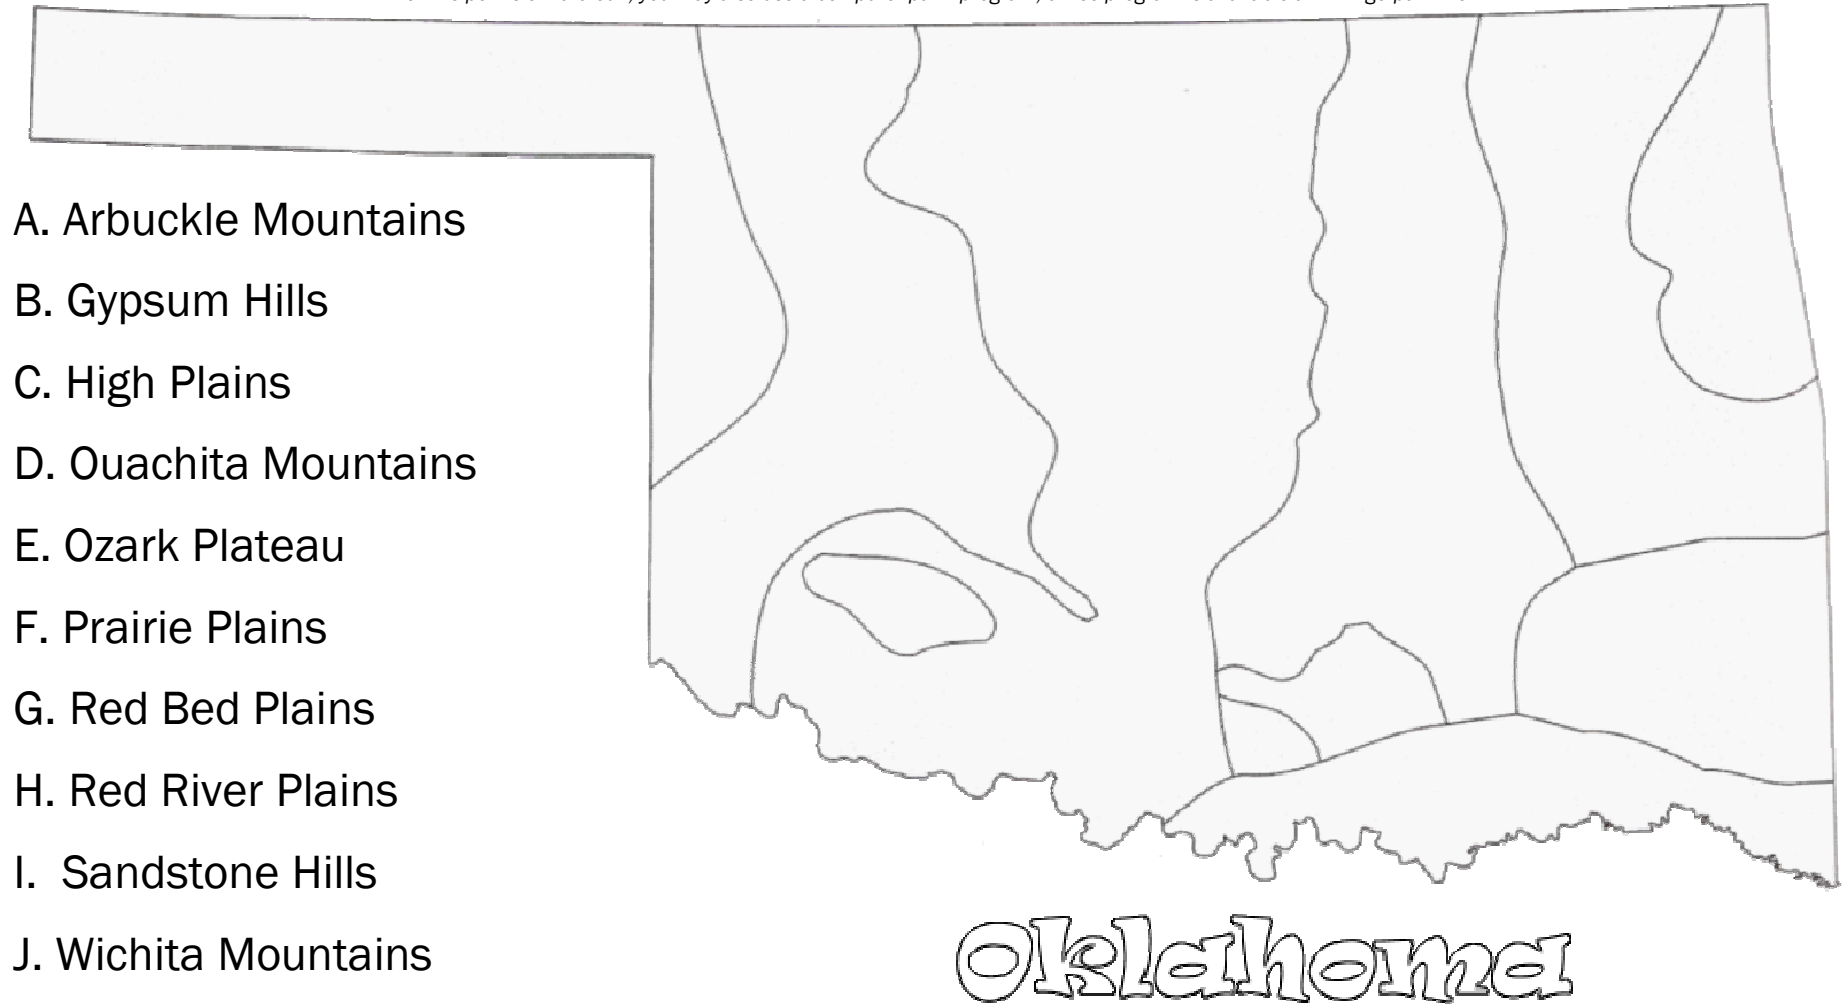 A. Arbuckle Mountains
B. Gypsum Hills
C. High Plains
D. Ouachita Mountains
E. Ozark Plateau
F. Prairie Plains
G. Red Bed Plains
H. Red River Plains
I. Sandstone Hills
J. Wichita Mountains
Oklahoma